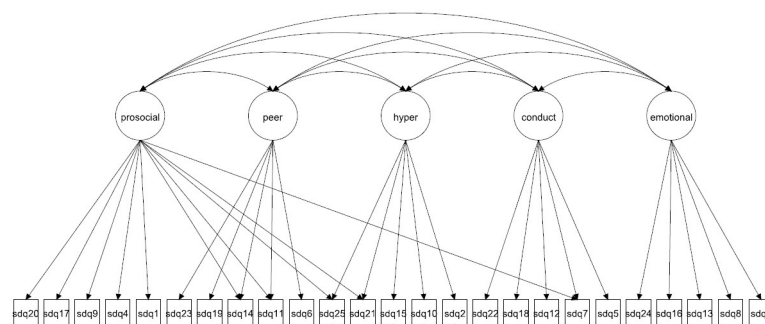 prosocial peer hyper conduct emotional
sdq20 sdq17 sdq9 sdq4 sdq1 sdq23 sdq19 sdq14 sdq11 sdq6 sdq25 sdq21 sdq15 sdq10 sdq2 sdq22 sdq18 sdq12 sdq7 sdq5 sdq24 sdq16 sdq13 sdq8 sdq